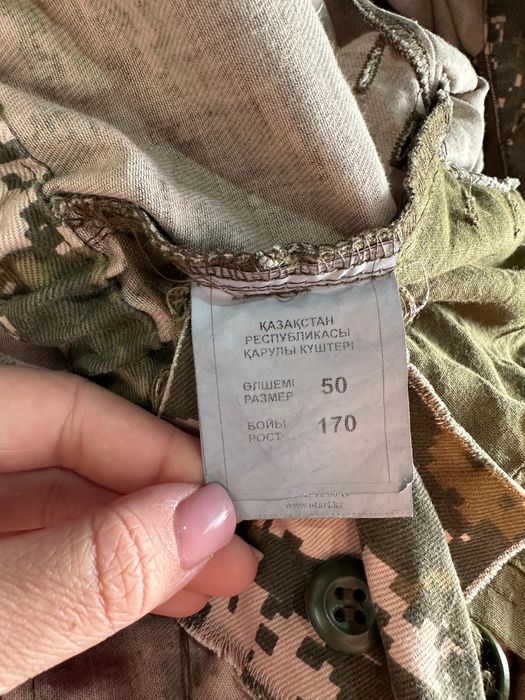 ҚАЗАҚСТАН
РЕСПУБЛИКАСЫ
ҚАРУЛЫ КҮШТЕРІ
ӨЛШЕМІ
РАЗМЕР 50
БОЙЫ
РОСТ 170